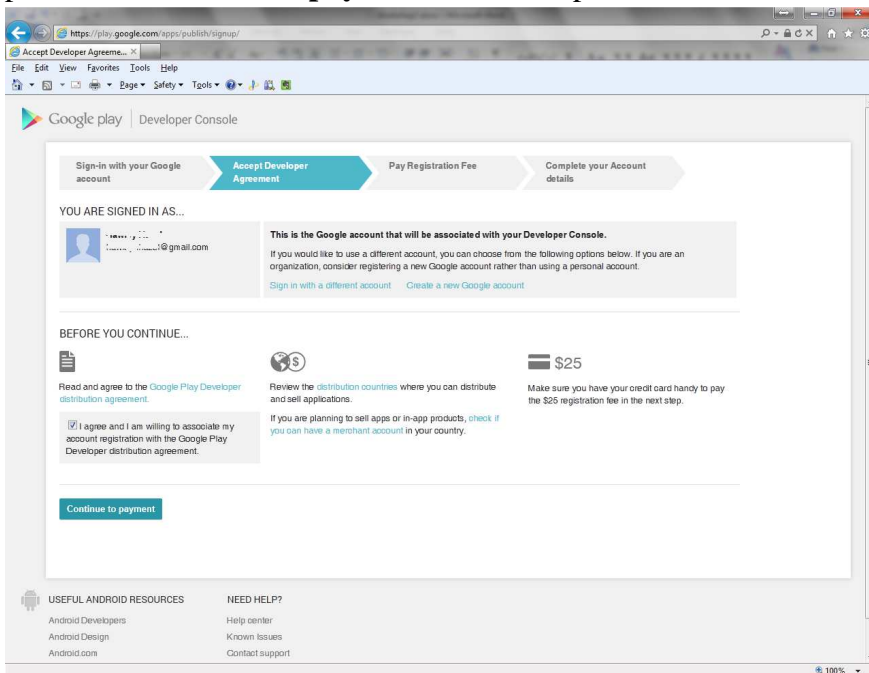 https://play.google.com/apps/publish/signup/
Accept Developer Agreeme...
File Edit View Favorites Tools Help
Page Safety Tools
Google play Developer Console
Sign-in with your Google
account
Accept Developer
Agreement
Pay Registration Fee
Complete your Account
details
YOU ARE SIGNED IN AS...
@gmail.com
This is the Google account that will be associated with your Developer Console.
If you would like to use a different account, you can choose from the following options below. If you are an
organization, consider registering a new Google account rather than using a personal account.
Sign in with a different account Create a new Google account
BEFORE YOU CONTINUE...
Read and agree to the Google Play Developer
distribution agreement.
I agree and I am willing to associate my
account registration with the Google Play
Developer distribution agreement.
Review the distribution countries where you can distribute
and sell applications.
If you are planning to sell apps or in-app products, check if
you can have a merchant account in your country.
$25
Make sure you have your credit card handy to pay
the $25 registration fee in the next step.
Continue to payment
USEFUL ANDROID RESOURCES
Android Developers
Android Design
Android.com
NEED HELP?
Help center
Known Issues
Contact support
100%